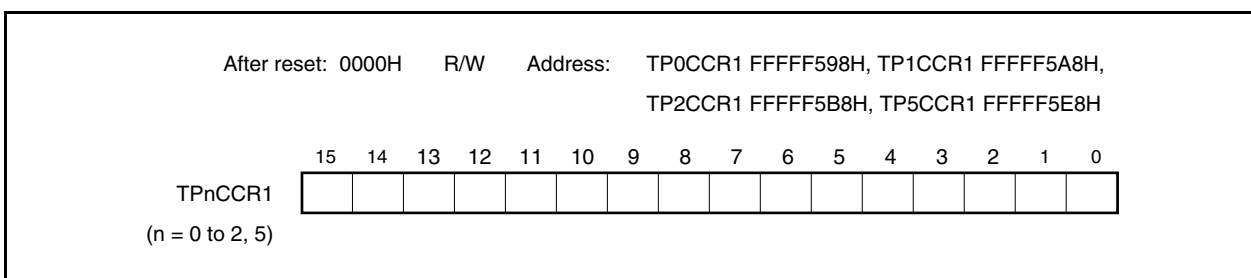 After reset: 0000H R/W Address: TP0CCR1 FFFFF598H, TP1CCR1 FFFFF5A8H,
TP2CCR1 FFFFF5B8H, TP5CCR1 FFFFF5E8H
15 14 13 12 11 10 9 8 7 6 5 4 3 2 1 0
TPnCCR1
(n = 0 to 2, 5)